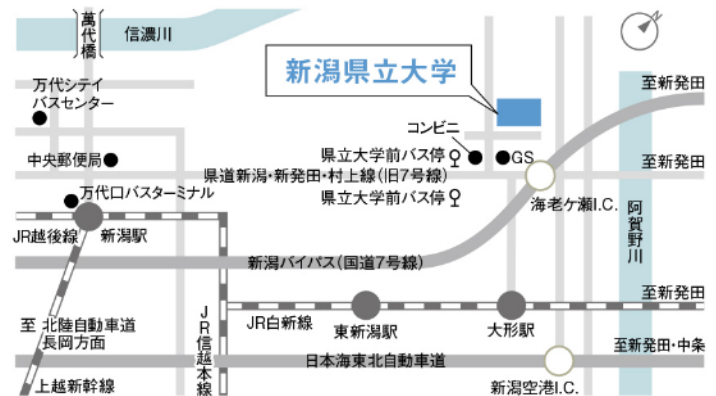 萬代橋
信濃川
新潟県立大学
至新発田
万代シテイ
バスセンター
コンビニ
県立大学前バス停
GS
中央郵便局
至新発田
県道新潟・新発田・村上線(旧7号線)
万代口バスターミナル
県立大学前バス停
海老ケ瀬I.C.
阿賀野川
JR越後線
新潟駅
新潟バイパス(国道7号線)
至新発田
JR白新線
東新潟駅
大形駅
至 北陸自動車道
長岡方面
JR信越本線
日本海東北自動車道
至新発田・中条
上越新幹線
新潟空港I.C.